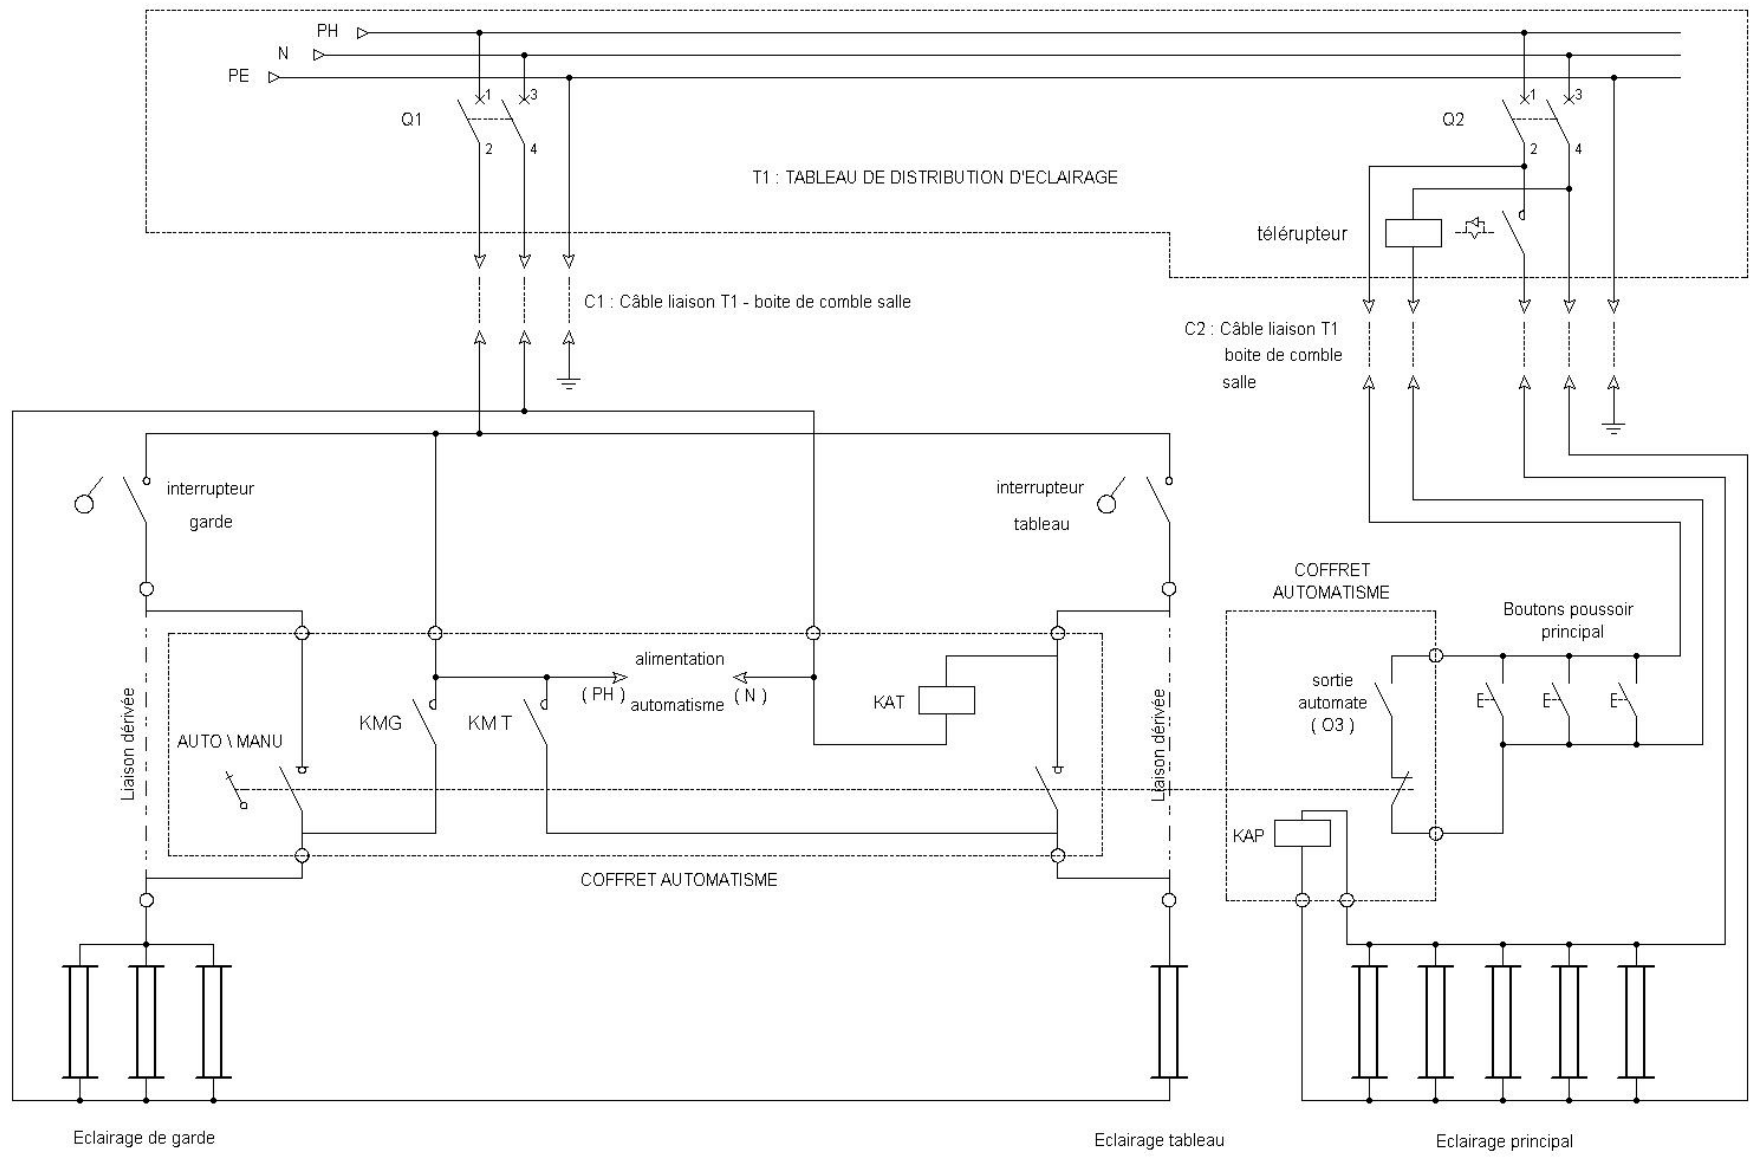 PH
N
PE
1
3
Q1
2
4
1
3
Q2
2
4
T1 : TABLEAU DE DISTRIBUTION D'ECLAIRAGE
télérupteur
C1 : Câble liaison T1 - boite de comble salle
C2 : Câble liaison T1
boite de comble
salle
interrupteur
garde
interrupteur
tableau
COFFRET
AUTOMATISME
Boutons poussoir
principal
alimentation
( PH )
automatisme
( N )
KMG
KM T
KAT
AUTO \ MANU
Liaison dérivée
Liaison dérivée
sortie
automate
( O3 )
E
E
E
KAP
COFFRET AUTOMATISME
Eclairage de garde
Eclairage tableau
Eclairage principal